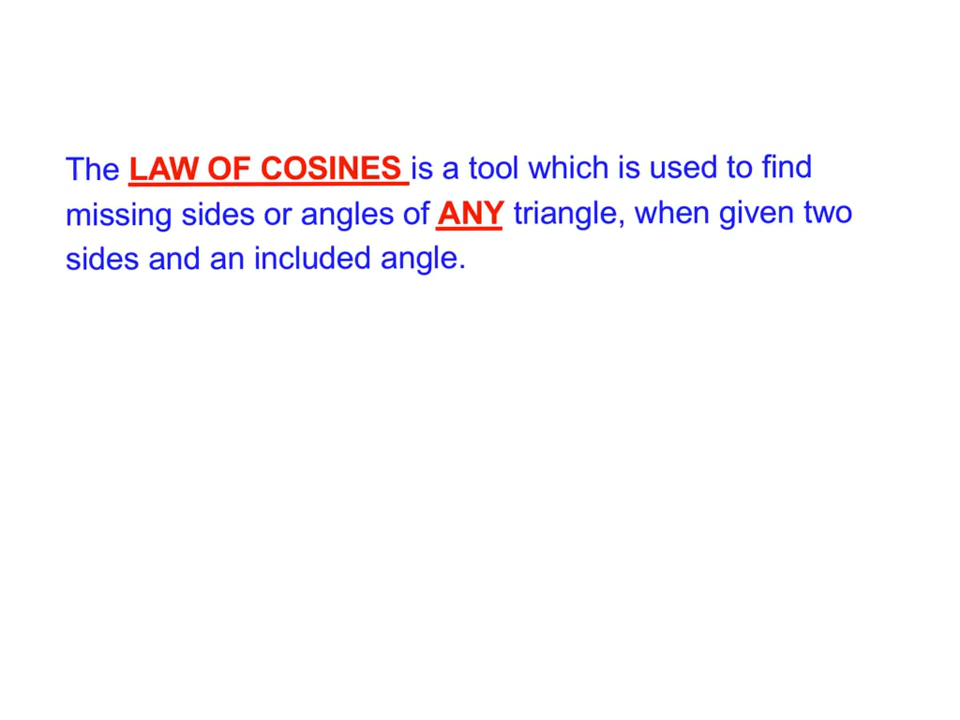 The LAW OF COSINES is a tool which is used to find
missing sides or angles of ANY triangle, when given two
sides and an included angle.